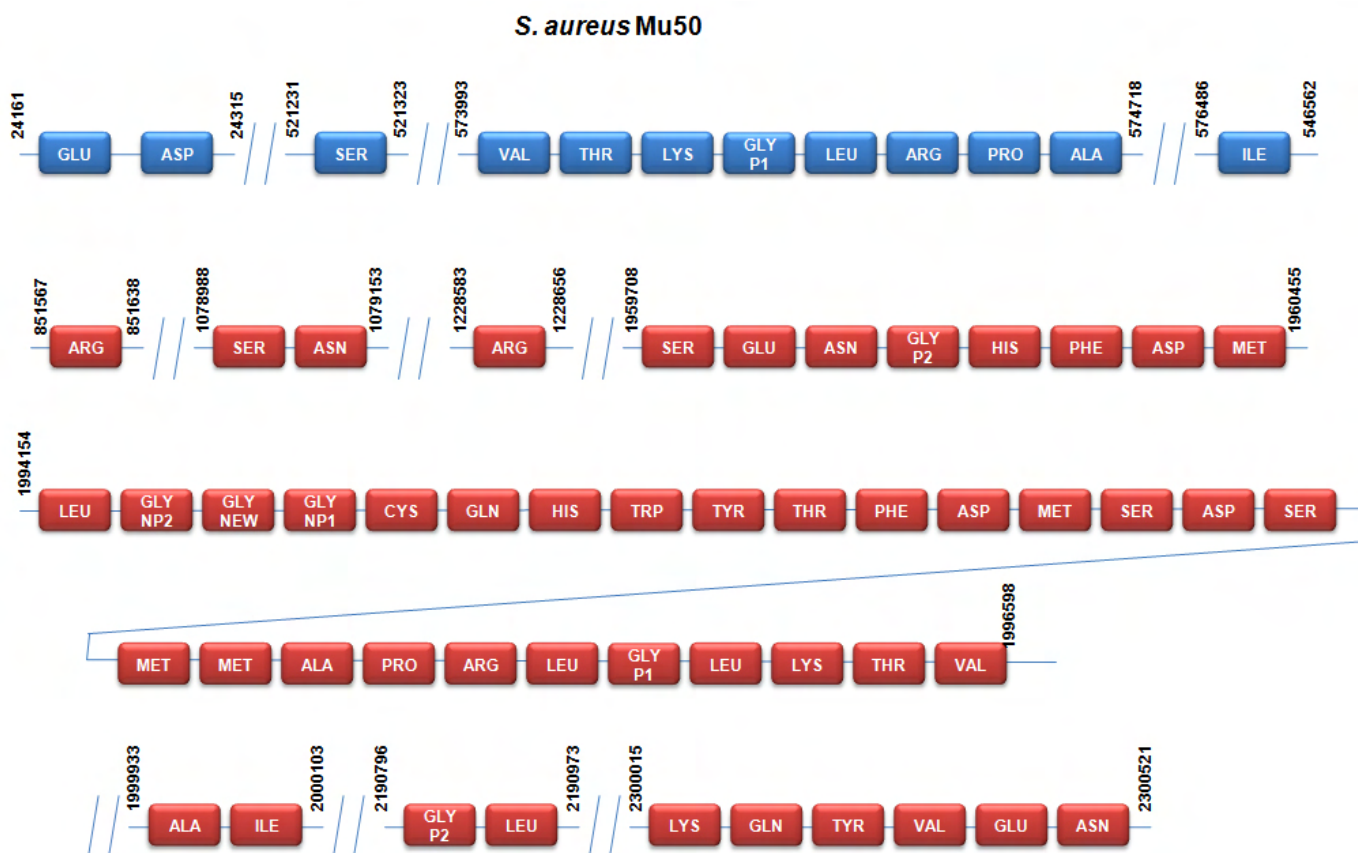 S. aureus Mu50
24161 24315 521231 521323 573993 574718 576486 546562
GLU ASP SER VAL THR LYS GLY P1 LEU ARG PRO ALA ILE
851567 851638 1078988 1079153 1228583 1228656 1959708 1960455
ARG SER ASN ARG SER GLU ASN GLY P2 HIS PHE ASP MET
1994154
LEU GLY NP2 GLY NEW GLY NP1 CYS GLN HIS TRP TYR THR PHE ASP MET SER ASP SER
1996598
MET MET ALA PRO ARG LEU GLY P1 LEU LYS THR VAL
1999933 2000103 2190796 2190973 2300015 2300521
ALA ILE GLY P2 LEU LYS GLN TYR VAL GLU ASN